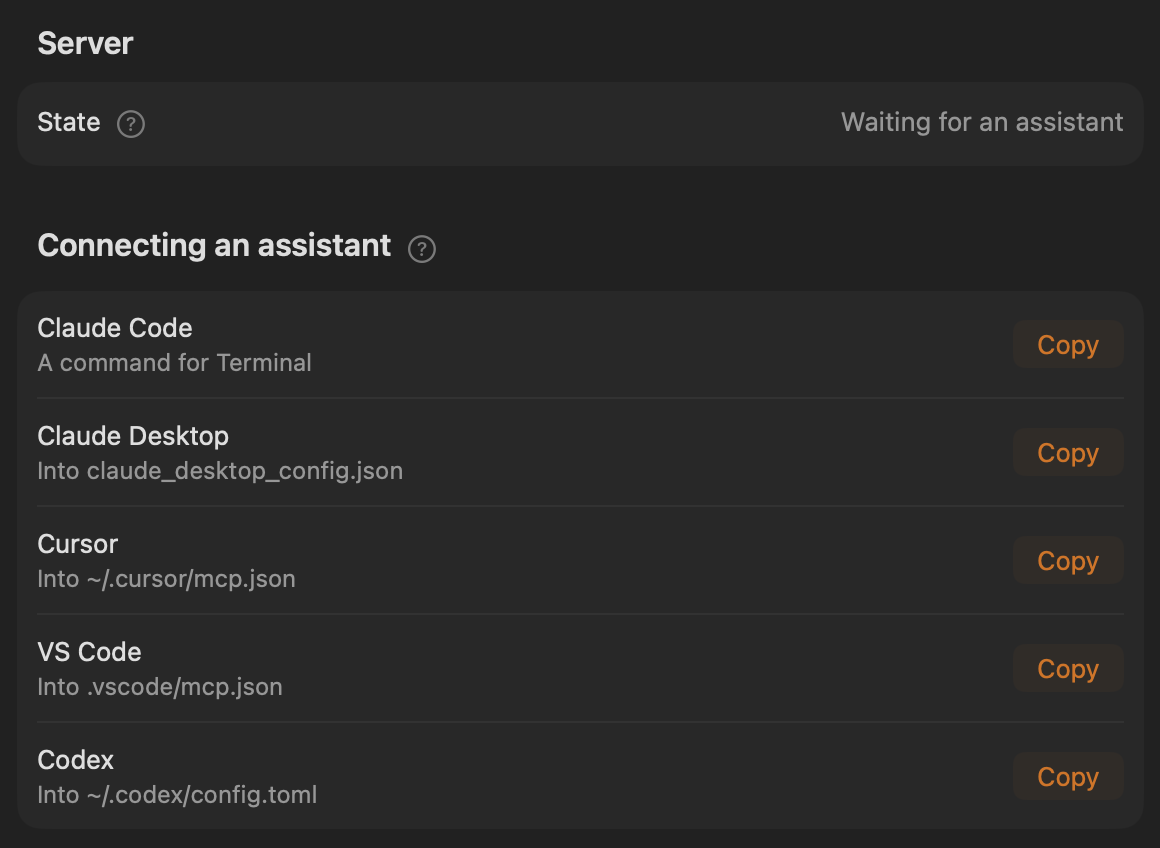 Server
State ?
Waiting for an assistant
Connecting an assistant ?
Claude Code
A command for Terminal
Copy
Claude Desktop
Into claude_desktop_config.json
Copy
Cursor
Into ~/.cursor/mcp.json
Copy
VS Code
Into .vscode/mcp.json
Copy
Codex
Into ~/.codex/config.toml
Copy